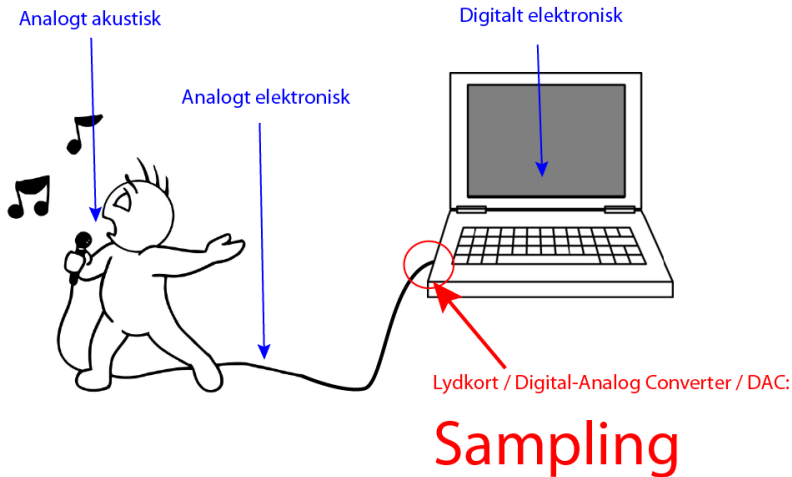 Analogt akustisk
Digitalt elektronisk
Analogt elektronisk
Lydkort / Digital-Analog Converter / DAC:
Sampling